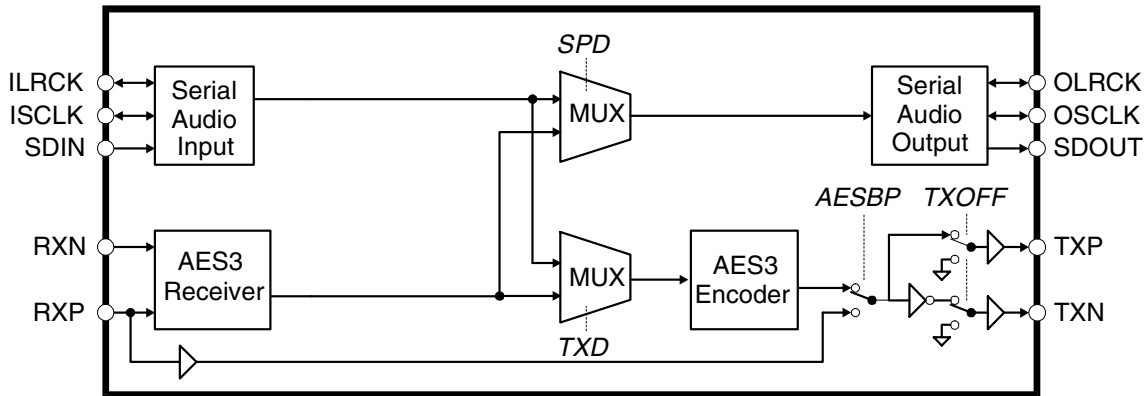 SPD
ILRCK
ISCLK
SDIN
Serial
Audio
Input
MUX
Serial
Audio
Output
OLRCK
OSCLK
SDOUT
AESBP
TXOFF
RXN
RXP
AES3
Receiver
MUX
AES3
Encoder
TXP
TXN
TXD